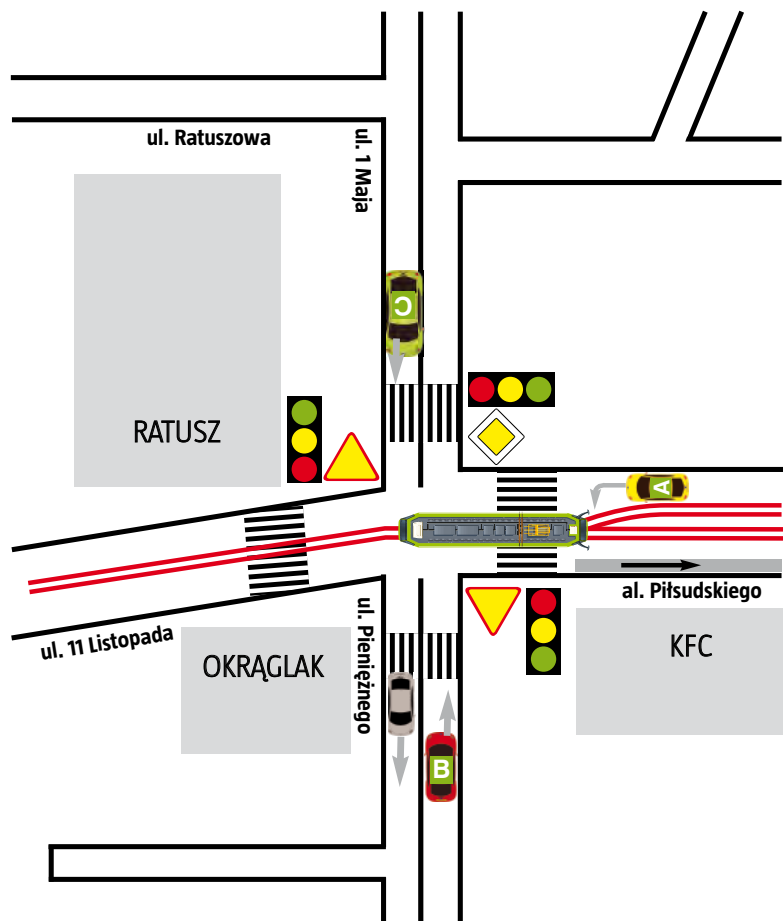 ul. Ratuszowa
ul. 1 Maja
C
RATUSZ
A
al. Piłsudskiego
ul. 11 Listopada
OKRĄGLAK
ul. Pieniężnego
KFC
B